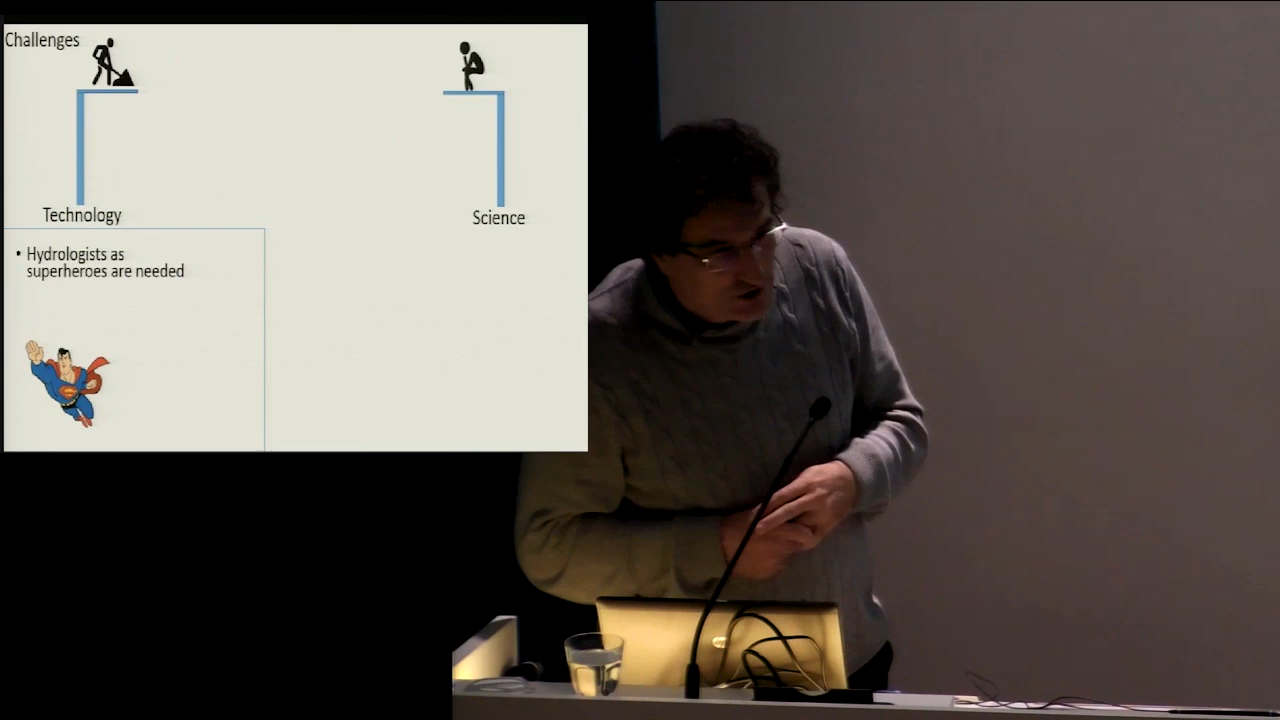 Challenges
Technology
Science
• Hydrologists as
superheroes are needed